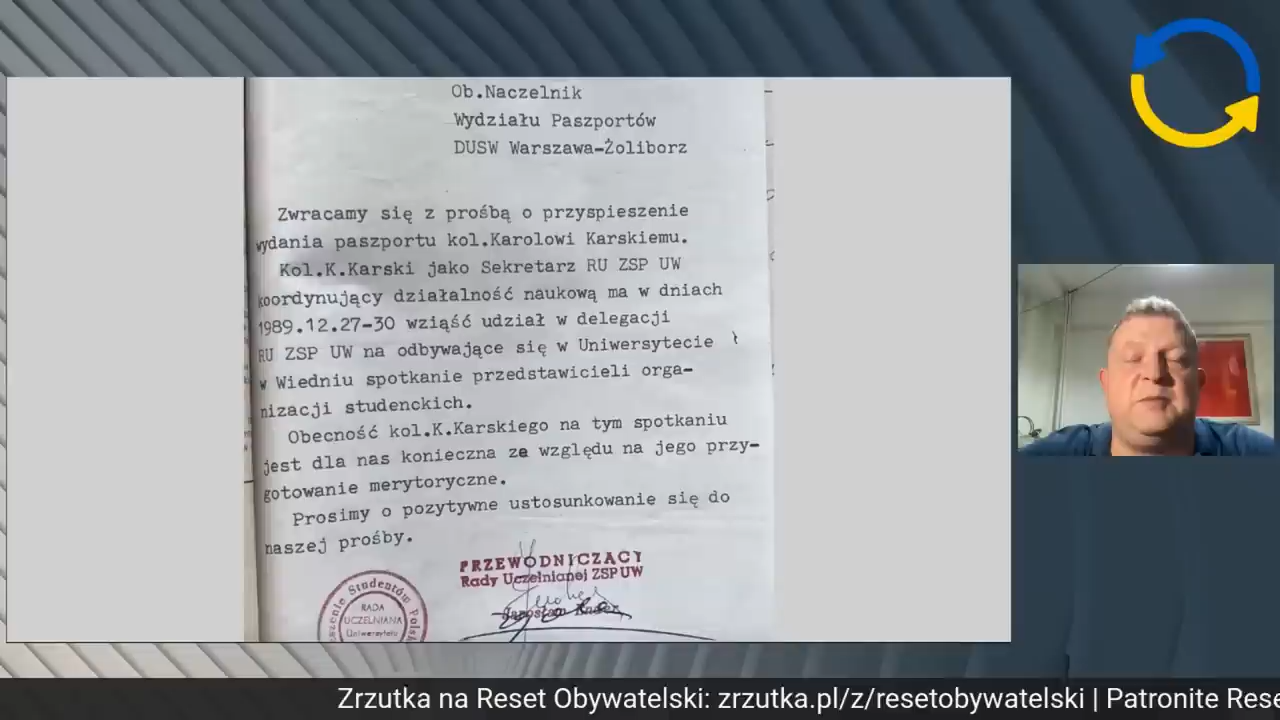 Ob.Naczelnik
Wydziału Paszportów
DUSW Warszawa-Żoliborz
Zwracamy się z prośbą o przyspieszenie
wydania paszportu kol.Karolowi Karskiemu.
Kol.K.Karski jako Sekretarz RU ZSP UW
koordynujący działalność naukową ma w dniach
1989.12.27-30 wziąść udział w delegacji
RU ZSP UW na odbywające się w Uniwersytecie
w Wiedniu spotkanie przedstawicieli orga-
nizacji studenckich.
Obecność kol.K.Karskiego na tym spotkaniu
jest dla nas konieczna ze względu na jego przy-
gotowanie merytoryczne.
Prosimy o pozytywne ustosunkowanie się do
naszej prośby.
PRZEWODNICZĄCY
Rady Uczelnianej ZSP UW
Jarosław
Studentów
RADA
UCZELNIANA
Uniwersytetu
Zrzutka na Reset Obywatelski: zrzutka.pl/z/resetobywatelski | Patronite Rese